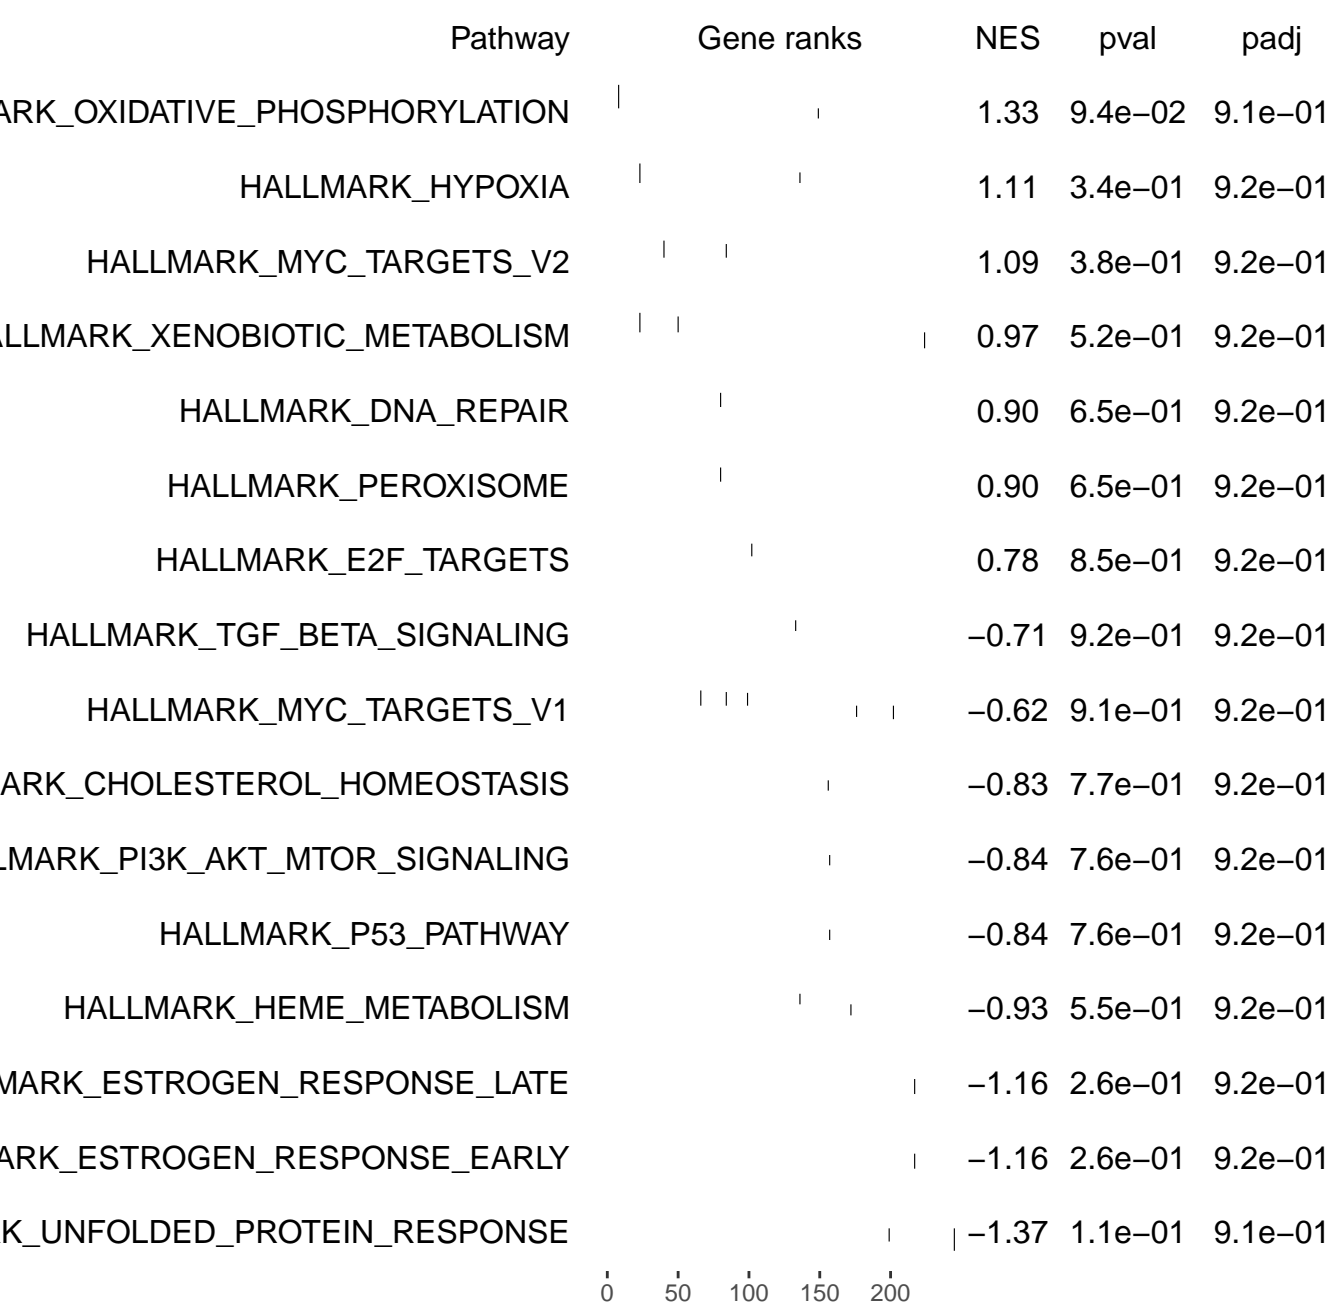 Pathway Gene ranks NES pval padj
ARK_OXIDATIVE_PHOSPHORYLATION 1.33 9.4e−02 9.1e−01
HALLMARK_HYPOXIA 1.11 3.4e−01 9.2e−01
HALLMARK_MYC_TARGETS_V2 1.09 3.8e−01 9.2e−01
ALLMARK_XENOBIOTIC_METABOLISM 0.97 5.2e−01 9.2e−01
HALLMARK_DNA_REPAIR 0.90 6.5e−01 9.2e−01
HALLMARK_PEROXISOME 0.90 6.5e−01 9.2e−01
HALLMARK_E2F_TARGETS 0.78 8.5e−01 9.2e−01
HALLMARK_TGF_BETA_SIGNALING −0.71 9.2e−01 9.2e−01
HALLMARK_MYC_TARGETS_V1 −0.62 9.1e−01 9.2e−01
ARK_CHOLESTEROL_HOMEOSTASIS −0.83 7.7e−01 9.2e−01
LMARK_PI3K_AKT_MTOR_SIGNALING −0.84 7.6e−01 9.2e−01
HALLMARK_P53_PATHWAY −0.84 7.6e−01 9.2e−01
HALLMARK_HEME_METABOLISM −0.93 5.5e−01 9.2e−01
MARK_ESTROGEN_RESPONSE_LATE −1.16 2.6e−01 9.2e−01
ARK_ESTROGEN_RESPONSE_EARLY −1.16 2.6e−01 9.2e−01
K_UNFOLDED_PROTEIN_RESPONSE −1.37 1.1e−01 9.1e−01
0 50 100 150 200